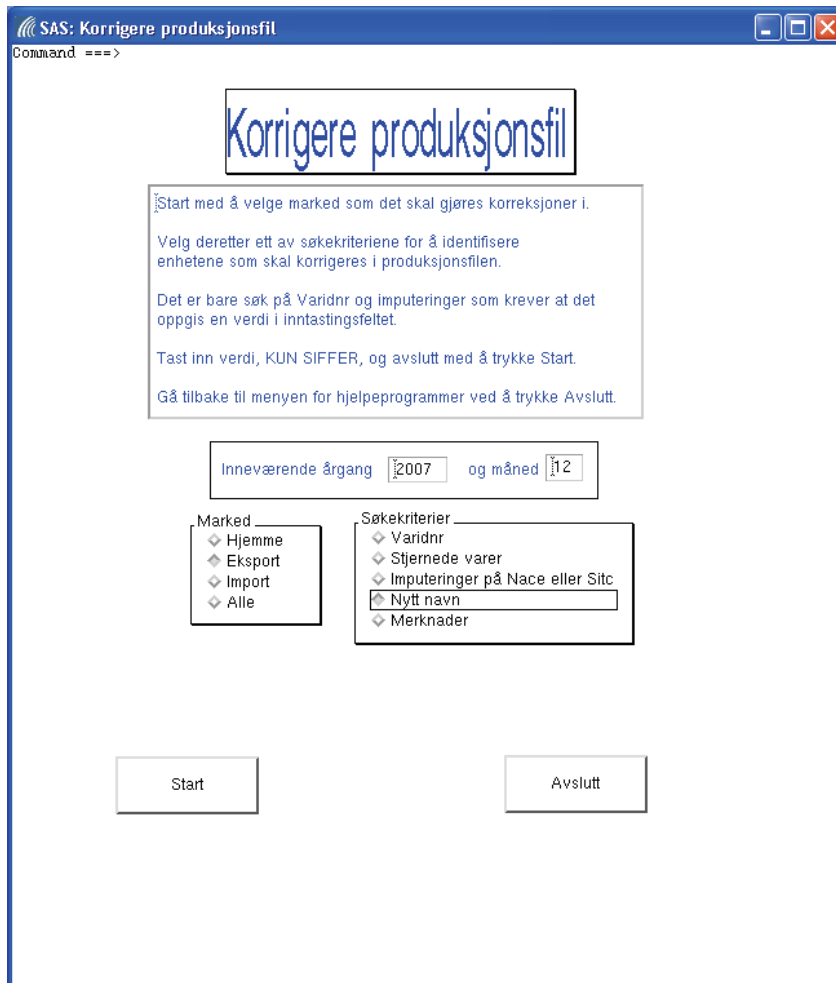 SAS: Korrigere produksjonsfil
Command ===>
Korrigere produksjonsfil
Start med å velge marked som det skal gjøres korreksjoner i.
Velg deretter ett av søkekriteriene for å identifisere
enhetene som skal korrigeres i produksjonsfilen.
Det er bare søk på Varidnr og imputeringer som krever at det
oppgis en verdi i inntastingsfeltet.
Tast inn verdi, KUN SIFFER, og avslutt med å trykke Start.
Gå tilbake til menyen for hjelpeprogrammer ved å trykke Avslutt.
Inneværende årgang 2007 og måned 12
Marked
Hjemme
Eksport
Import
Alle
Søkekriterier
Varidnr
Stjernede varer
Imputeringer på Nace eller Sitc
Nytt navn
Merknader
Start
Avslutt